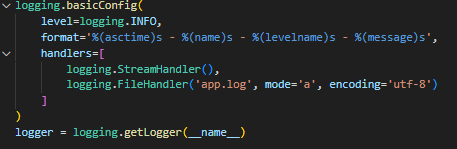 logging.basicConfig(
    level=logging.INFO,
    format='%(asctime)s - %(name)s - %(levelname)s - %(message)s',
    handlers=[
        logging.StreamHandler(),
        logging.FileHandler('app.log', mode='a', encoding='utf-8')
    ]
)
logger = logging.getLogger(__name__)